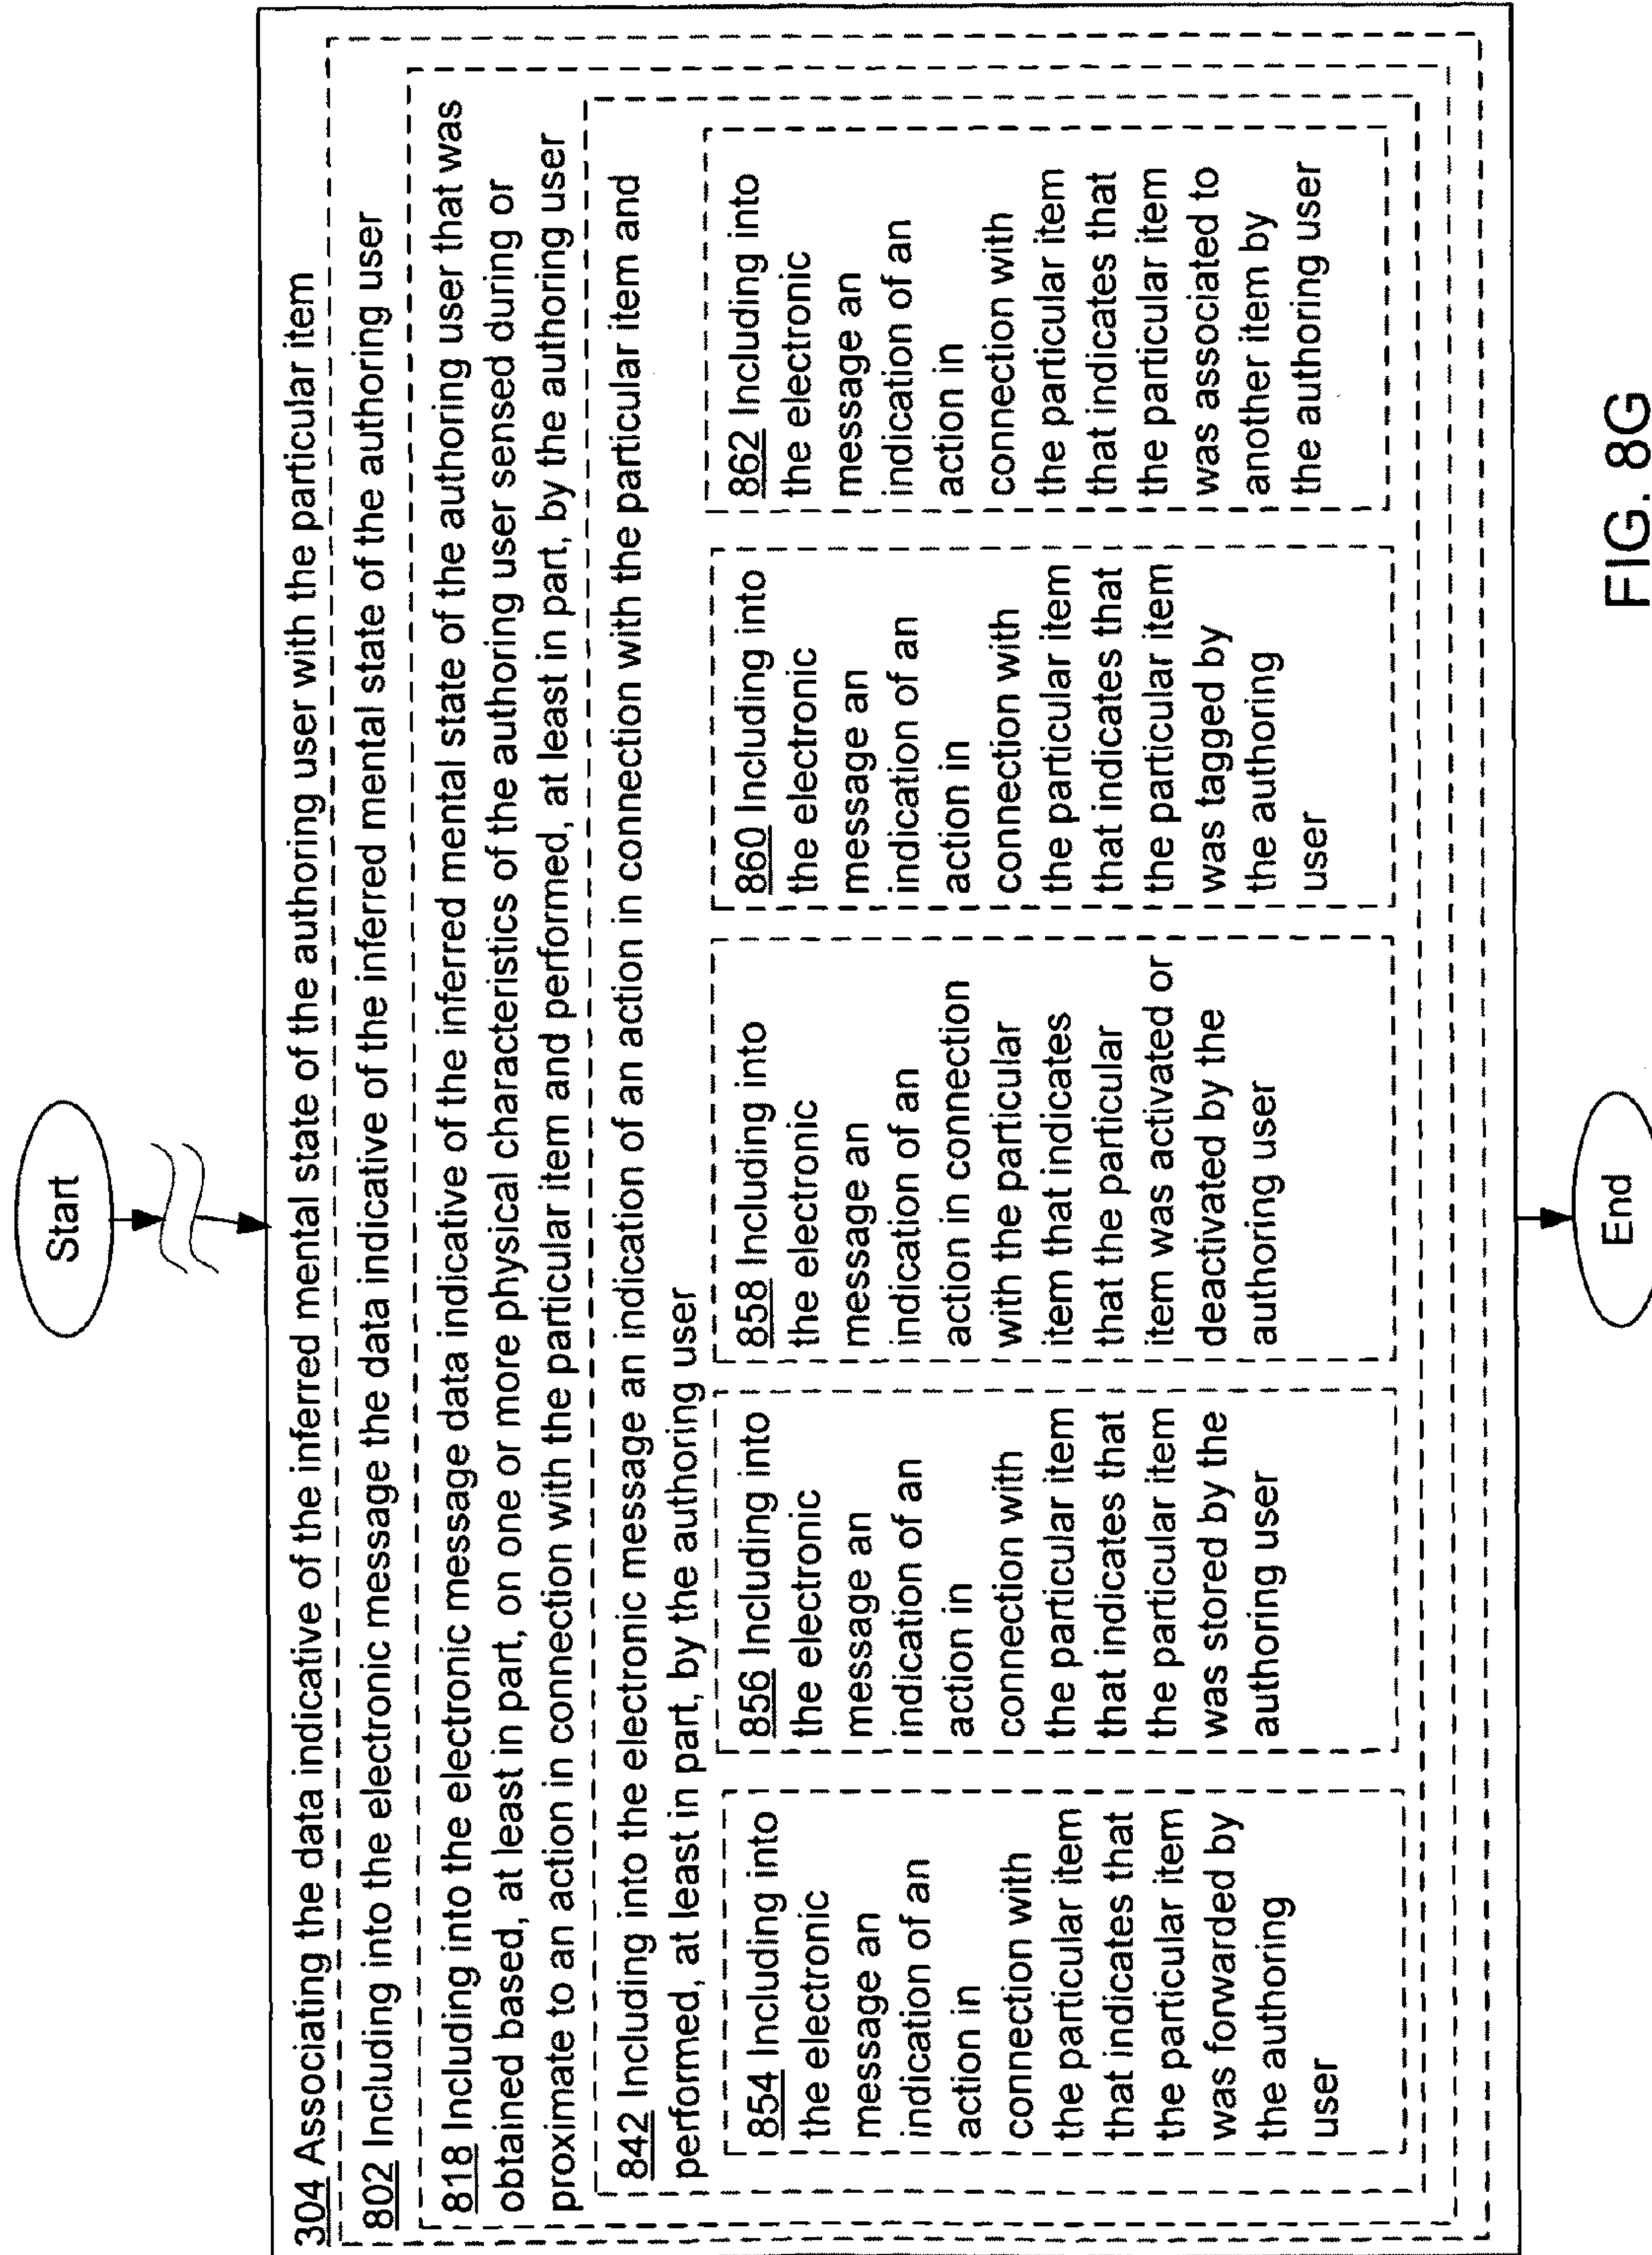 Start
304 Associating the data indicative of the inferred mental state of the authoring user with the particular item
802 Including into the electronic message the data indicative of the inferred mental state of the authoring user
818 Including into the electronic message data indicative of the inferred mental state of the authoring user that was
obtained based, at least in part, on one or more physical characteristics of the authoring user sensed during or
proximate to an action in connection with the particular item and performed, at least in part, by the authoring user
842 Including into the electronic message an indication of an action in connection with the particular item and
performed, at least in part, by the authoring user
854 Including into
the electronic
message an
indication of an
action in
connection with
the particular item
that indicates that
the particular item
was forwarded by
the authoring
user
856 Including into
the electronic
message an
indication of an
action in
connection with
the particular item
that indicates that
the particular item
was stored by the
authoring user
858 Including into
the electronic
message an
indication of an
action in connection
with the particular
item that indicates
that the particular
item was activated or
deactivated by the
authoring user
860 Including into
the electronic
message an
indication of an
action in
connection with
the particular item
that indicates that
the particular item
was tagged by
the authoring
user
862 Including into
the electronic
message an
indication of an
action in
connection with
the particular item
that indicates that
the particular item
was associated to
another item by
the authoring user
End
FIG. 8G